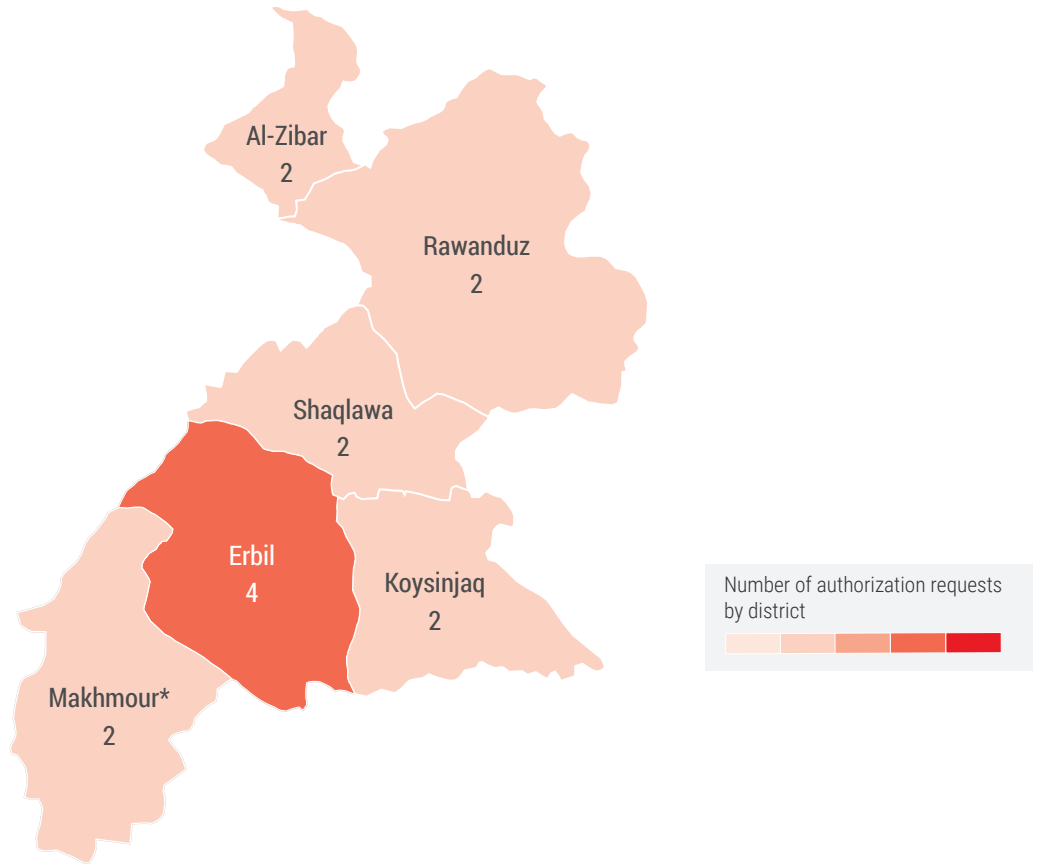 Al-Zibar
2
Rawanduz
2
Shaqlawa
2
Erbil
4
Koysinjaq
2
Makhmour*
2
Number of authorization requests
by district